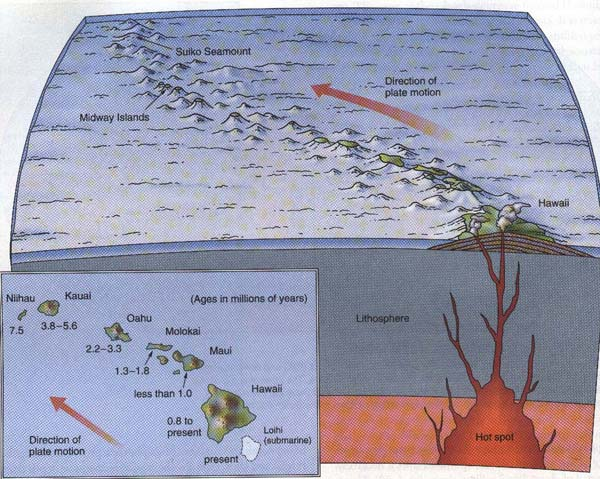 Suiko Seamount
Direction of
plate motion
Midway Islands
Hawaii
Lithosphere
Hot spot
(Ages in millions of years)
Niihau
7.5
Kauai
3.8–5.6
Oahu
2.2–3.3
Molokai
1.3–1.8
Maui
less than 1.0
Hawaii
0.8 to
present
Loihi
(submarine)
present
Direction of
plate motion